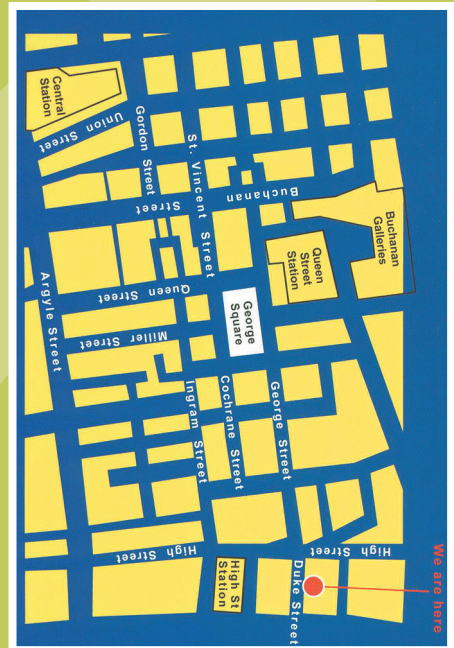 Central
Station
Union Street
Gordon Street
St. Vincent Street
Buchanan
Street
Buchanan
Galleries
Queen
Street
Station
George
Square
Queen Street
Argyle Street
Miller Street
Ingram Street
Cochrane Street
George Street
High Street
High Street
High St
Station
Duke Street
We are here